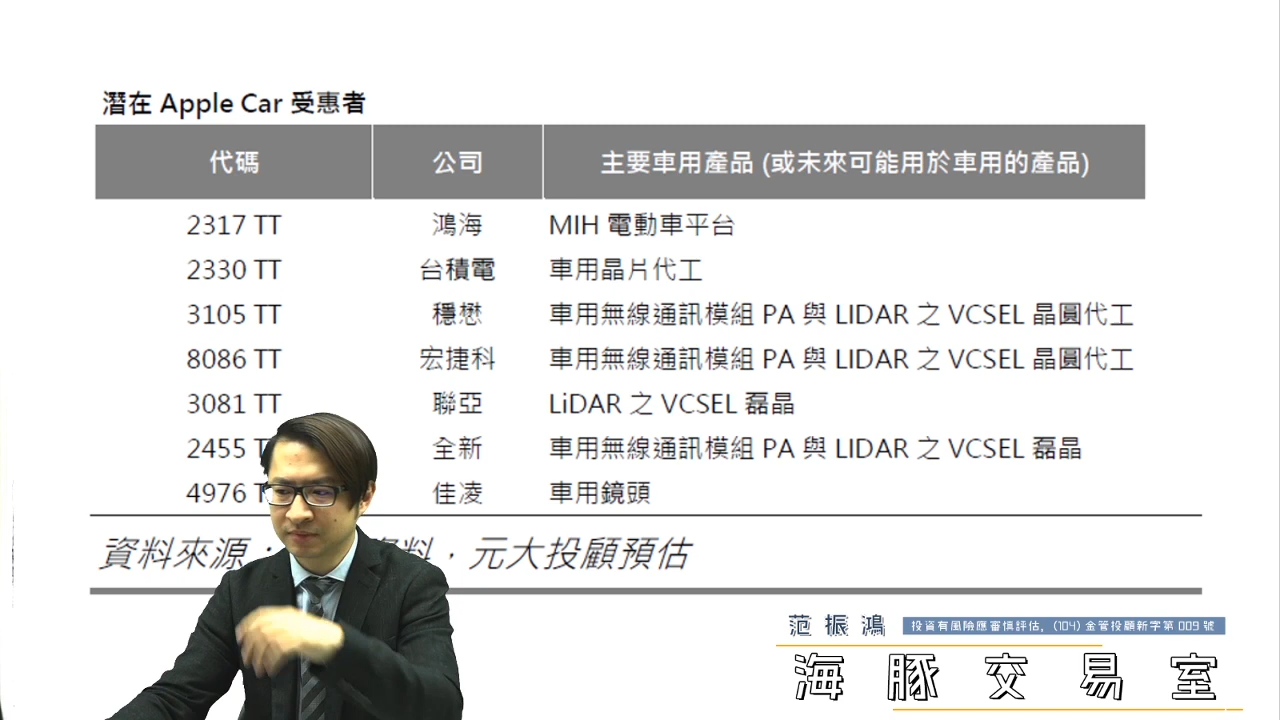 潛在 Apple Car 受惠者
代碼 公司 主要車用產品 (或未來可能用於車用的產品)
2317 TT 鴻海 MIH 電動車平台
2330 TT 台積電 車用晶片代工
3105 TT 穩懋 車用無線通訊模組 PA 與 LIDAR 之 VCSEL 晶圓代工
8086 TT 宏捷科 車用無線通訊模組 PA 與 LIDAR 之 VCSEL 晶圓代工
3081 TT 聯亞 LiDAR 之 VCSEL 磊晶
2455 T 全新 車用無線通訊模組 PA 與 LIDAR 之 VCSEL 磊晶
4976 T 佳凌 車用鏡頭
資料來源: 資料，元大投顧預估
范振鴻 投資有風險應審慎評估, (104) 金管投顧新字第 009 號
海豚交易室